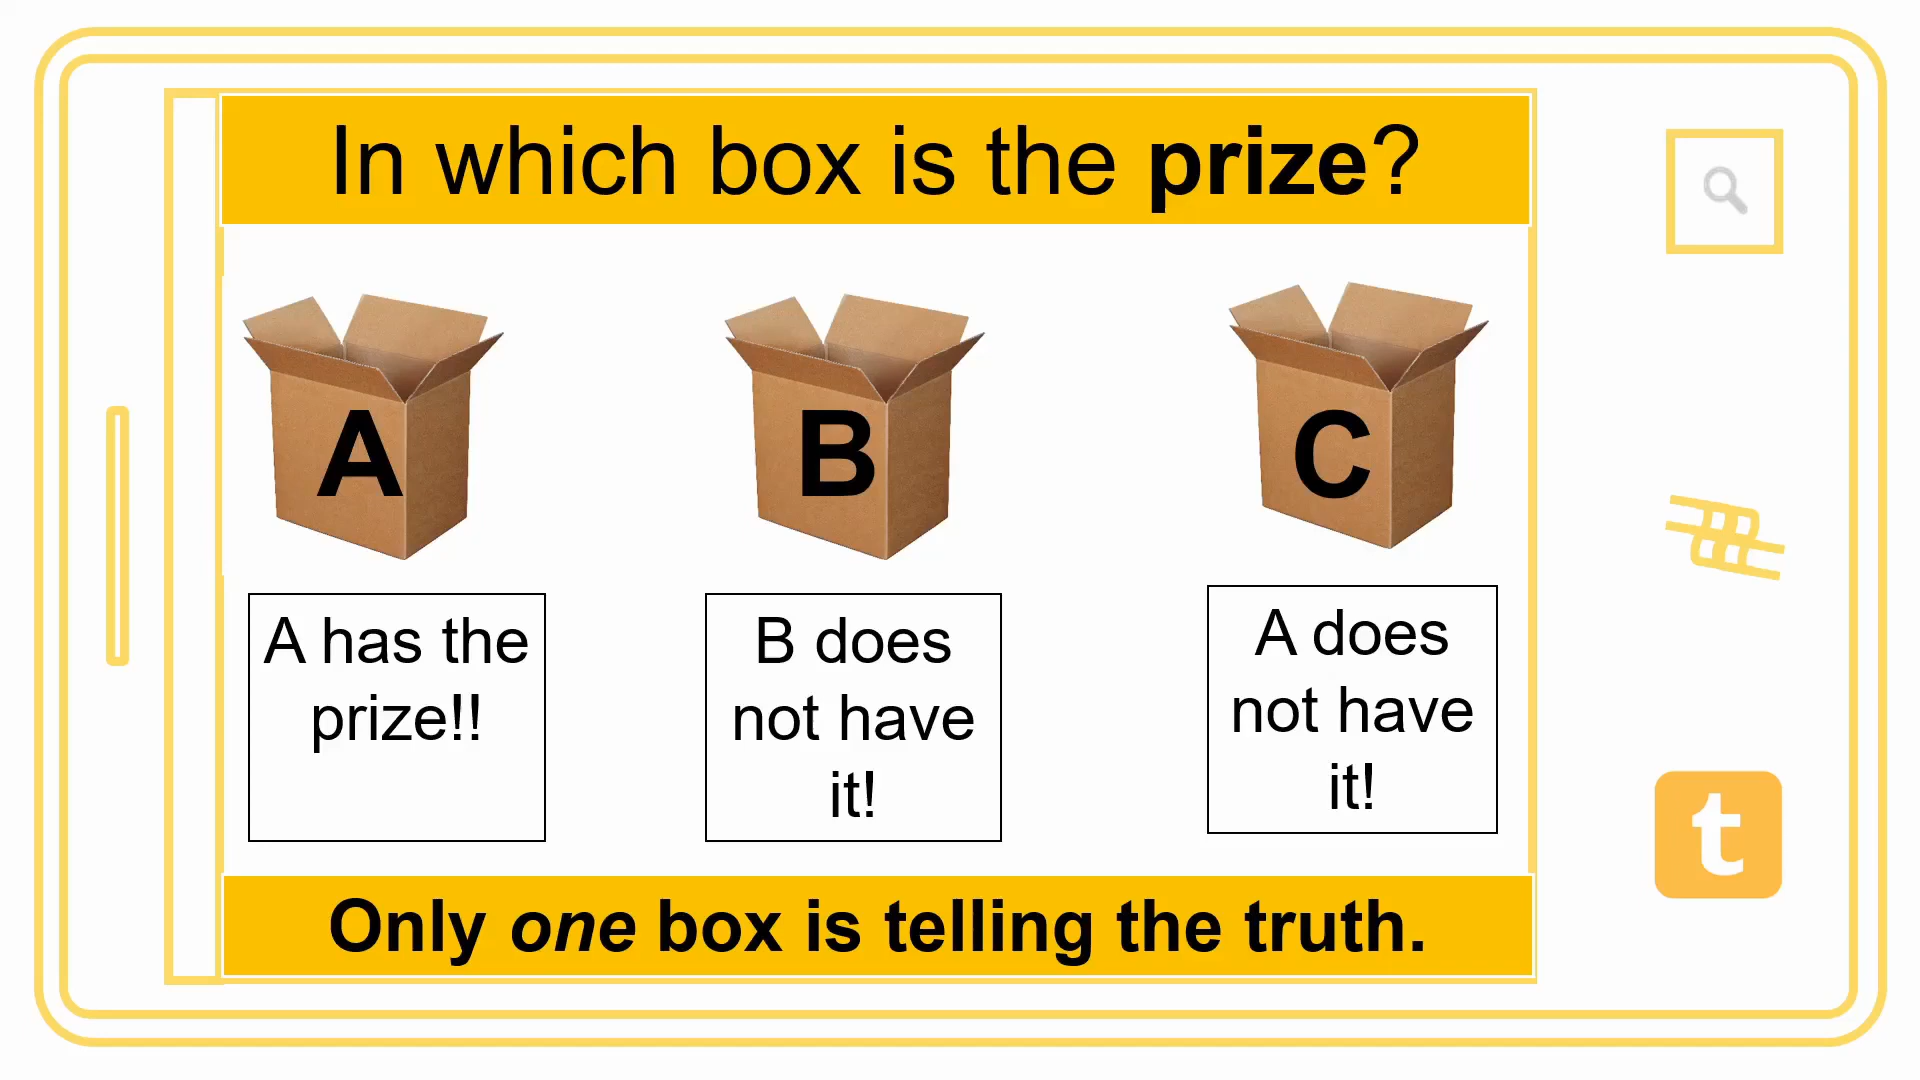 In which box is the prize?
A
B
C
A has the
prize!!
B does
not have
it!
A does
not have
it!
Only one box is telling the truth.
t